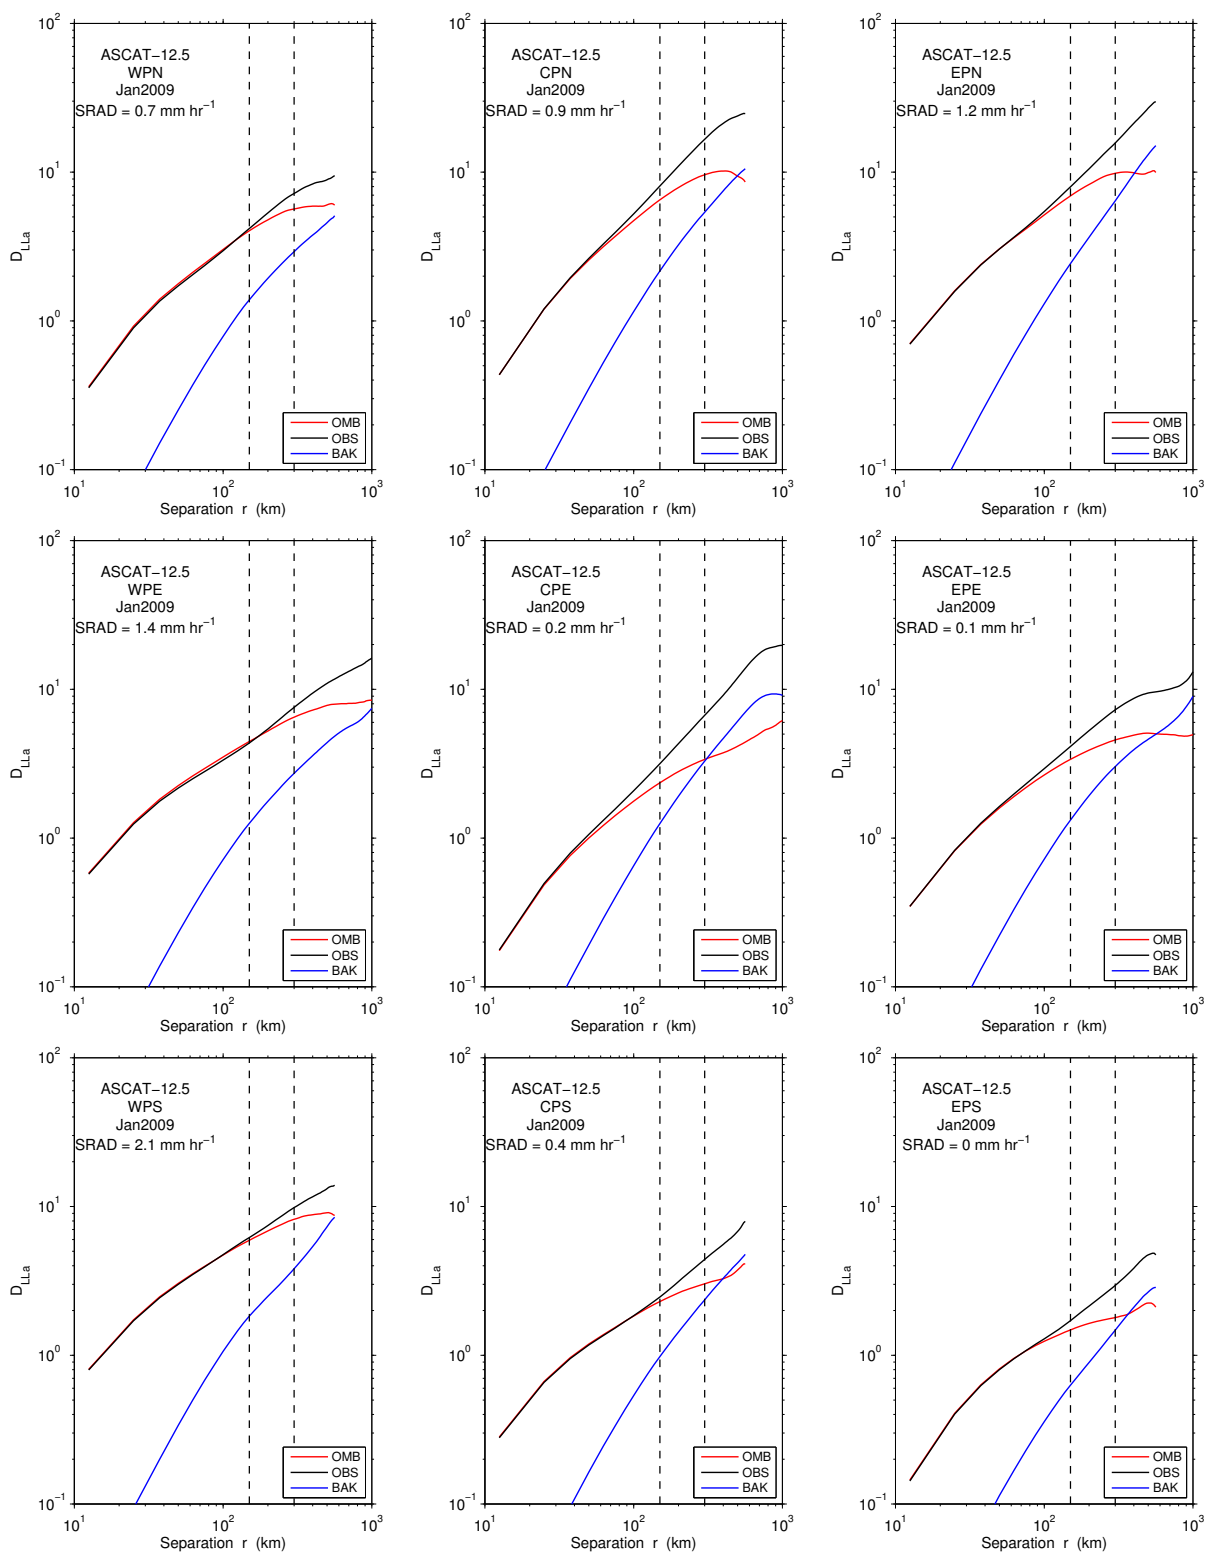 ASCAT−12.5
WPN
Jan2009
SRAD = 0.7 mm hr⁻¹
D_LLa
10²
10¹
10⁰
10⁻¹
OMB
OBS
BAK
10¹ 10² 10³
Separation r (km)
ASCAT−12.5
CPN
Jan2009
SRAD = 0.9 mm hr⁻¹
D_LLa
10²
10¹
10⁰
10⁻¹
OMB
OBS
BAK
10¹ 10² 10³
Separation r (km)
ASCAT−12.5
EPN
Jan2009
SRAD = 1.2 mm hr⁻¹
D_LLa
10²
10¹
10⁰
10⁻¹
OMB
OBS
BAK
10¹ 10² 10³
Separation r (km)
ASCAT−12.5
WPE
Jan2009
SRAD = 1.4 mm hr⁻¹
D_LLa
10²
10¹
10⁰
10⁻¹
OMB
OBS
BAK
10¹ 10² 10³
Separation r (km)
ASCAT−12.5
CPE
Jan2009
SRAD = 0.2 mm hr⁻¹
D_LLa
10²
10¹
10⁰
10⁻¹
OMB
OBS
BAK
10¹ 10² 10³
Separation r (km)
ASCAT−12.5
EPE
Jan2009
SRAD = 0.1 mm hr⁻¹
D_LLa
10²
10¹
10⁰
10⁻¹
OMB
OBS
BAK
10¹ 10² 10³
Separation r (km)
ASCAT−12.5
WPS
Jan2009
SRAD = 2.1 mm hr⁻¹
D_LLa
10²
10¹
10⁰
10⁻¹
OMB
OBS
BAK
10¹ 10² 10³
Separation r (km)
ASCAT−12.5
CPS
Jan2009
SRAD = 0.4 mm hr⁻¹
D_LLa
10²
10¹
10⁰
10⁻¹
OMB
OBS
BAK
10¹ 10² 10³
Separation r (km)
ASCAT−12.5
EPS
Jan2009
SRAD = 0 mm hr⁻¹
D_LLa
10²
10¹
10⁰
10⁻¹
OMB
OBS
BAK
10¹ 10² 10³
Separation r (km)